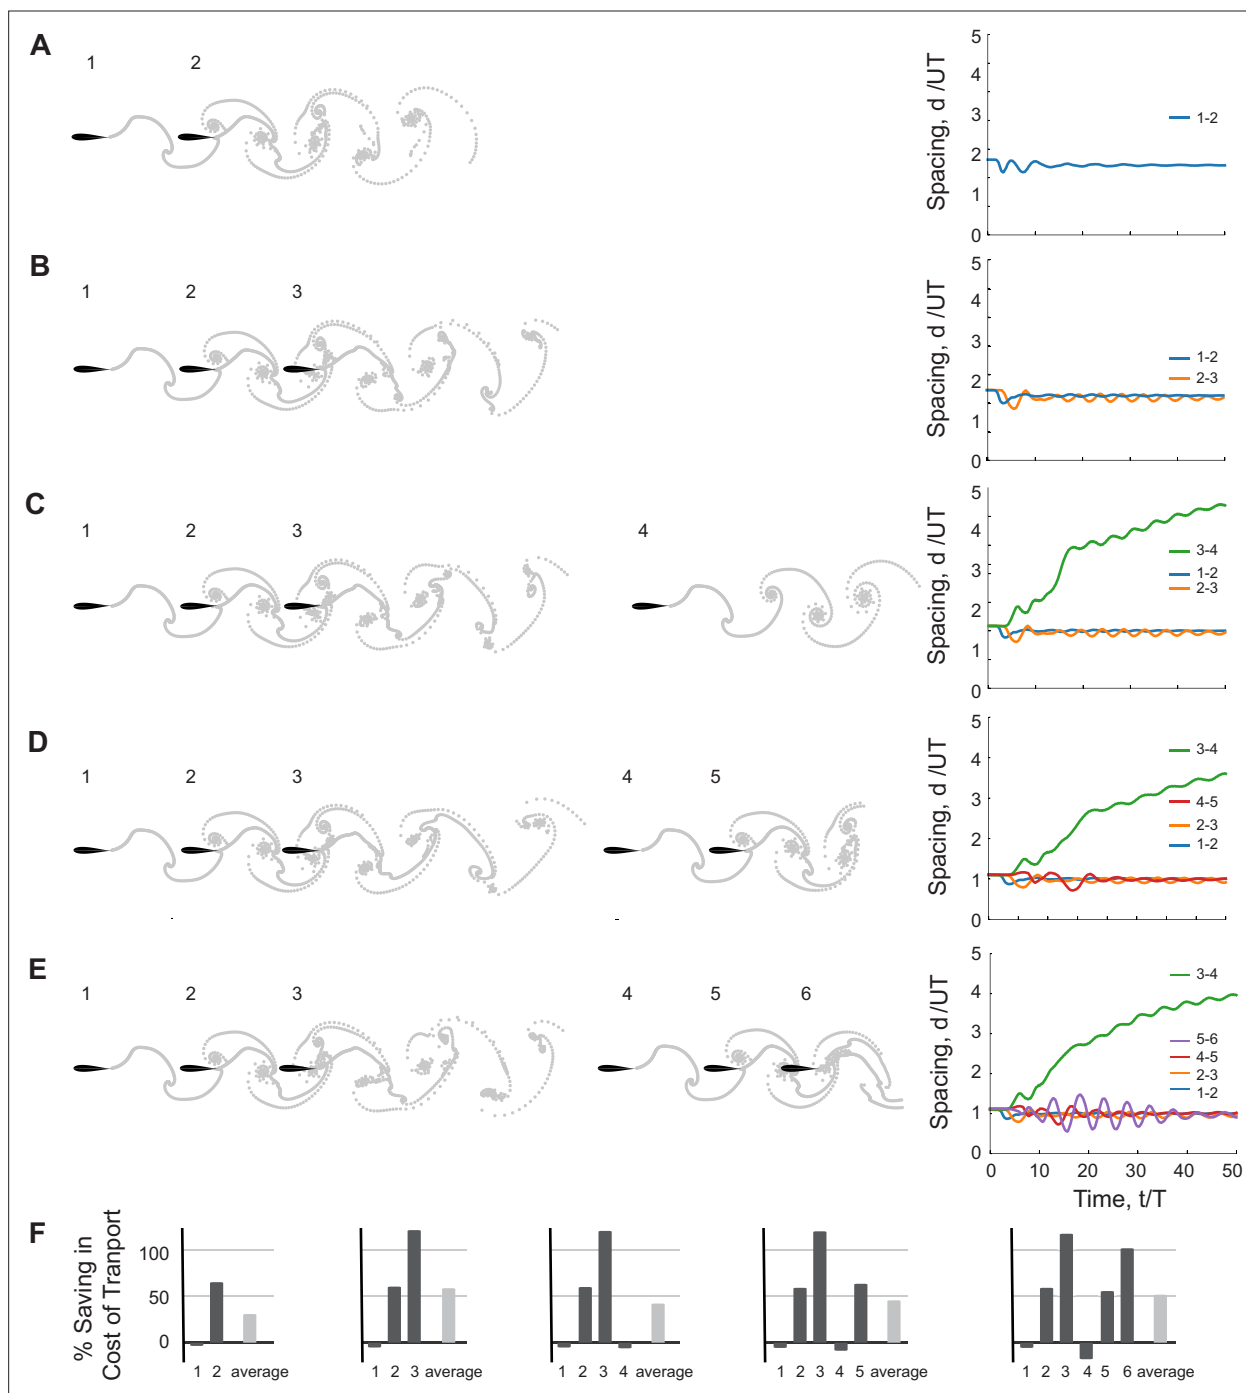 A
1 2
5
4
3
2
1
0
Spacing, d /UT
1-2
B
1 2 3
5
4
3
2
1
0
Spacing, d /UT
1-2
2-3
C
1 2 3 4
5
4
3
2
1
0
Spacing, d /UT
3-4
1-2
2-3
D
1 2 3 4 5
5
4
3
2
1
0
Spacing, d /UT
3-4
4-5
2-3
1-2
E
1 2 3 4 5 6
5
4
3
2
1
0
Spacing, d /UT
3-4
5-6
4-5
2-3
1-2
0 10 20 30 40 50
Time, t/T
F
% Saving in
Cost of Tranport
100
50
0
1 2 average
1 2 3 average
1 2 3 4 average
1 2 3 4 5 average
1 2 3 4 5 6 average